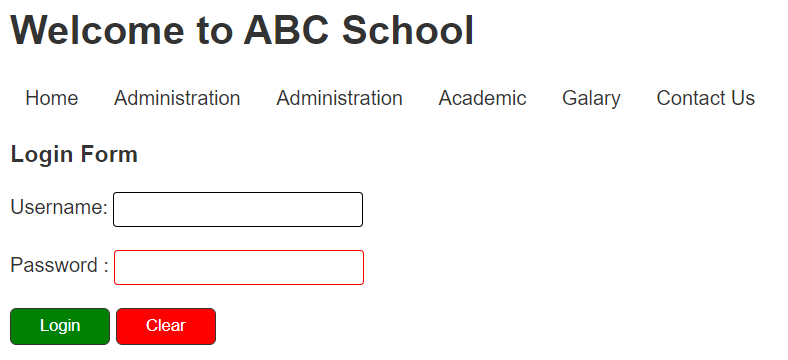 Welcome to ABC School
Home Administration Administration Academic Galary Contact Us
Login Form
Username:
Password :
Login Clear